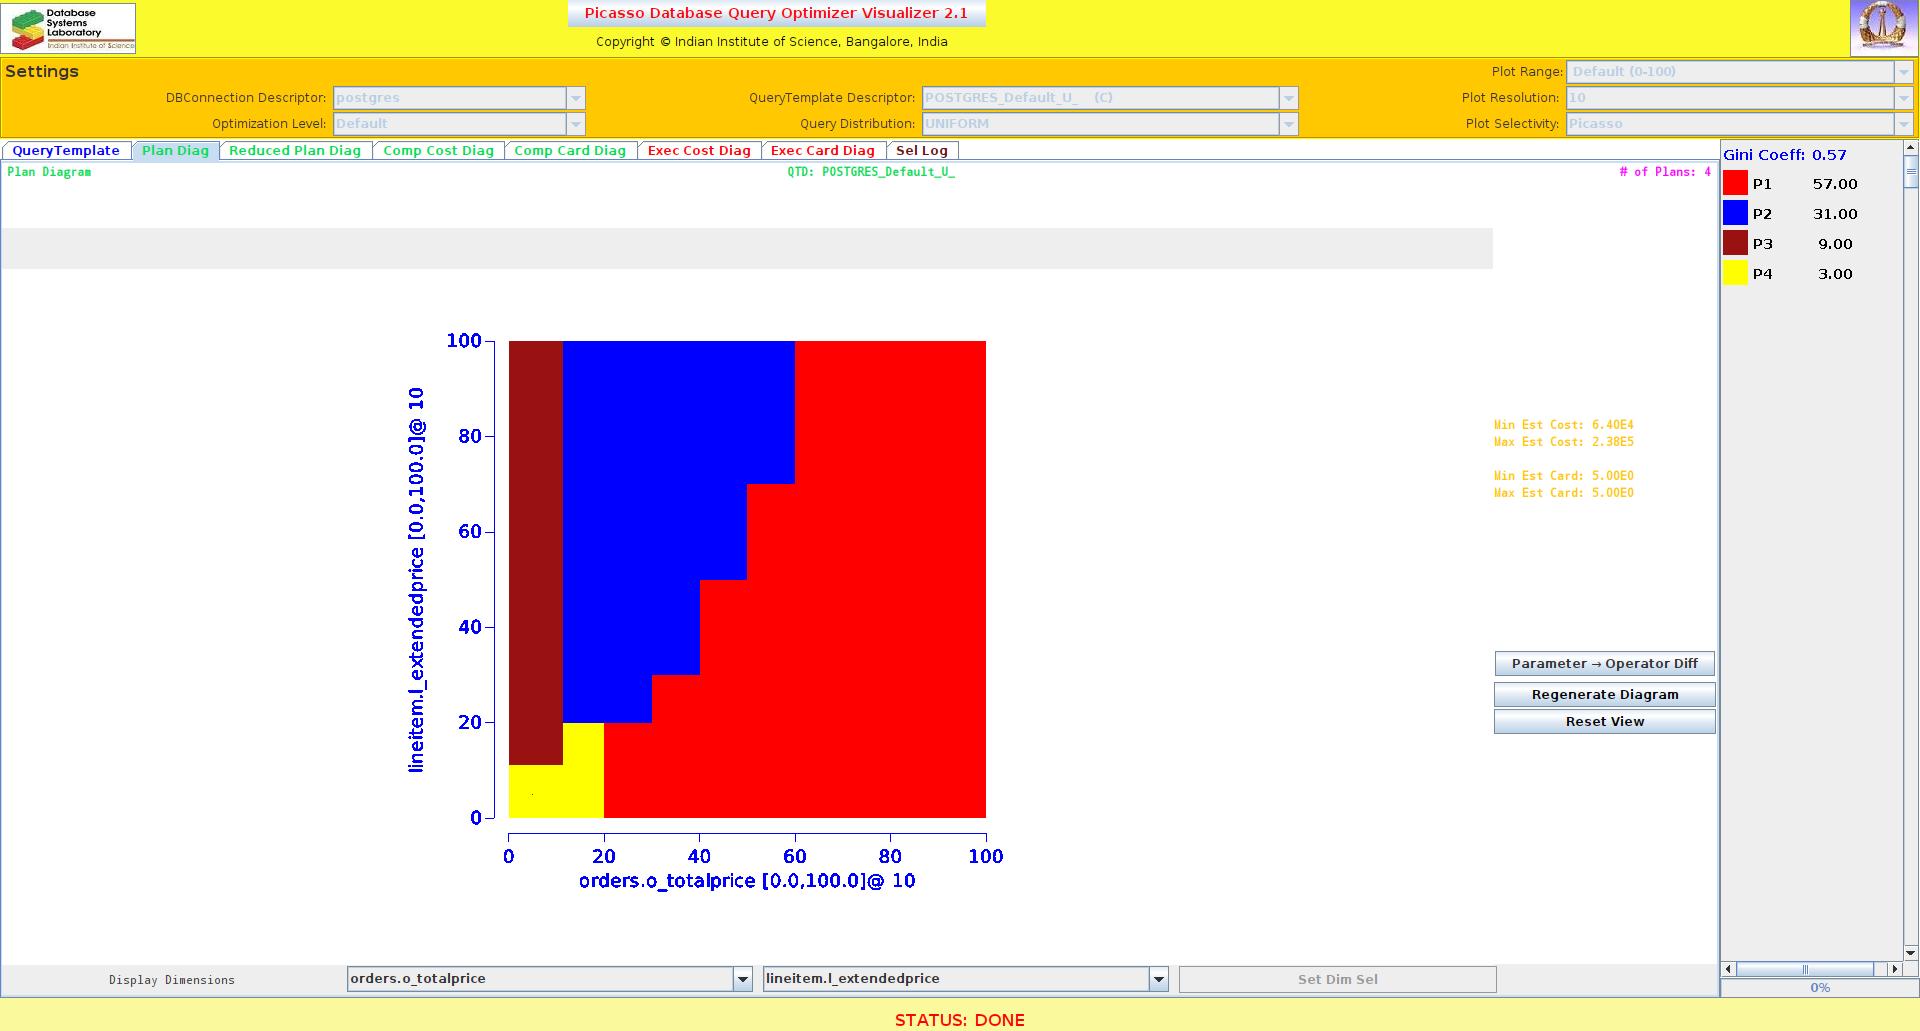 Database
Systems
Laboratory
Indian Institute of Science
Picasso Database Query Optimizer Visualizer 2.1
Copyright © Indian Institute of Science, Bangalore, India
Settings
Plot Range: Default (0-100)
DBConnection Descriptor: postgres QueryTemplate Descriptor: POSTGRES_Default_U_ (C) Plot Resolution: 10
Optimization Level: Default Query Distribution: UNIFORM Plot Selectivity: Picasso
QueryTemplate Plan Diag Reduced Plan Diag Comp Cost Diag Comp Card Diag Exec Cost Diag Exec Card Diag Sel Log
Plan Diagram QTD: POSTGRES_Default_U_ # of Plans: 4
Gini Coeff: 0.57
P1 57.00
P2 31.00
P3 9.00
P4 3.00
100
80
60
40
20
0
lineitem.l_extendedprice [0.0,100.0]@ 10
0 20 40 60 80 100
orders.o_totalprice [0.0,100.0]@ 10
Min Est Cost: 6.40E4
Max Est Cost: 2.38E5
Min Est Card: 5.00E0
Max Est Card: 5.00E0
Parameter → Operator Diff
Regenerate Diagram
Reset View
Display Dimensions orders.o_totalprice lineitem.l_extendedprice Set Dim Sel
0%
STATUS: DONE